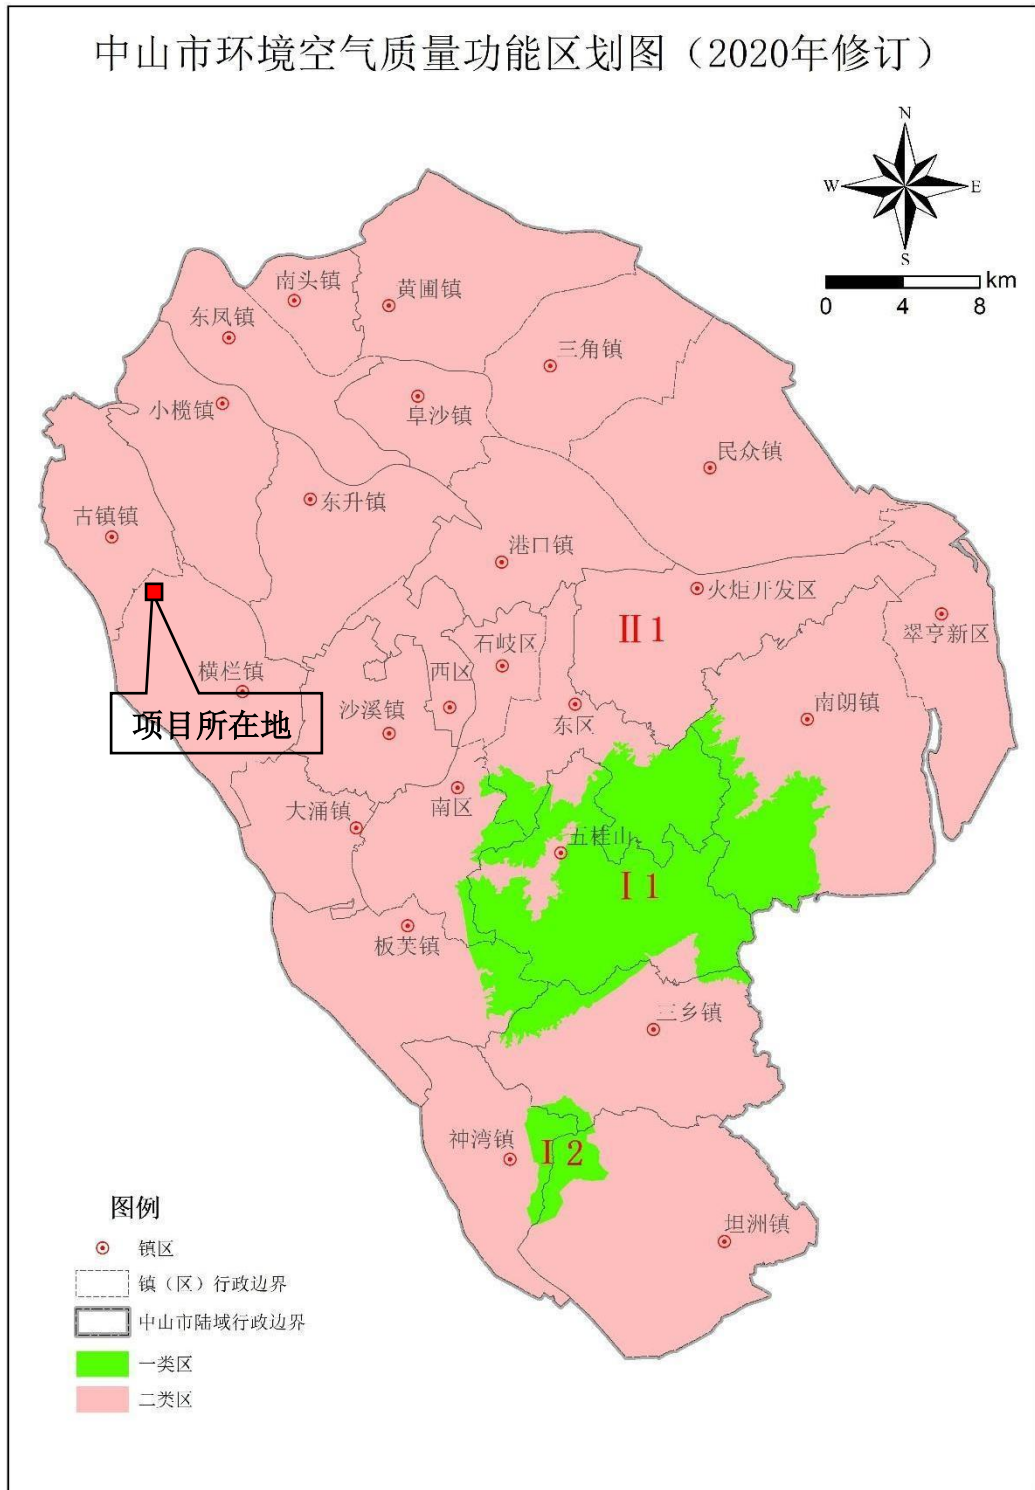 中山市环境空气质量功能区划图（2020年修订）
N
W
E
S
km
0 4 8
南头镇
黄圃镇
东凤镇
三角镇
小榄镇
阜沙镇
民众镇
东升镇
古镇镇
港口镇
火炬开发区
II 1
翠亨新区
石岐区
横栏镇
西区
沙溪镇
东区
南朗镇
项目所在地
南区
大涌镇
五桂山
I 1
板芙镇
三乡镇
神湾镇
I 2
坦洲镇
图例
镇区
镇（区）行政边界
中山市陆域行政边界
一类区
二类区